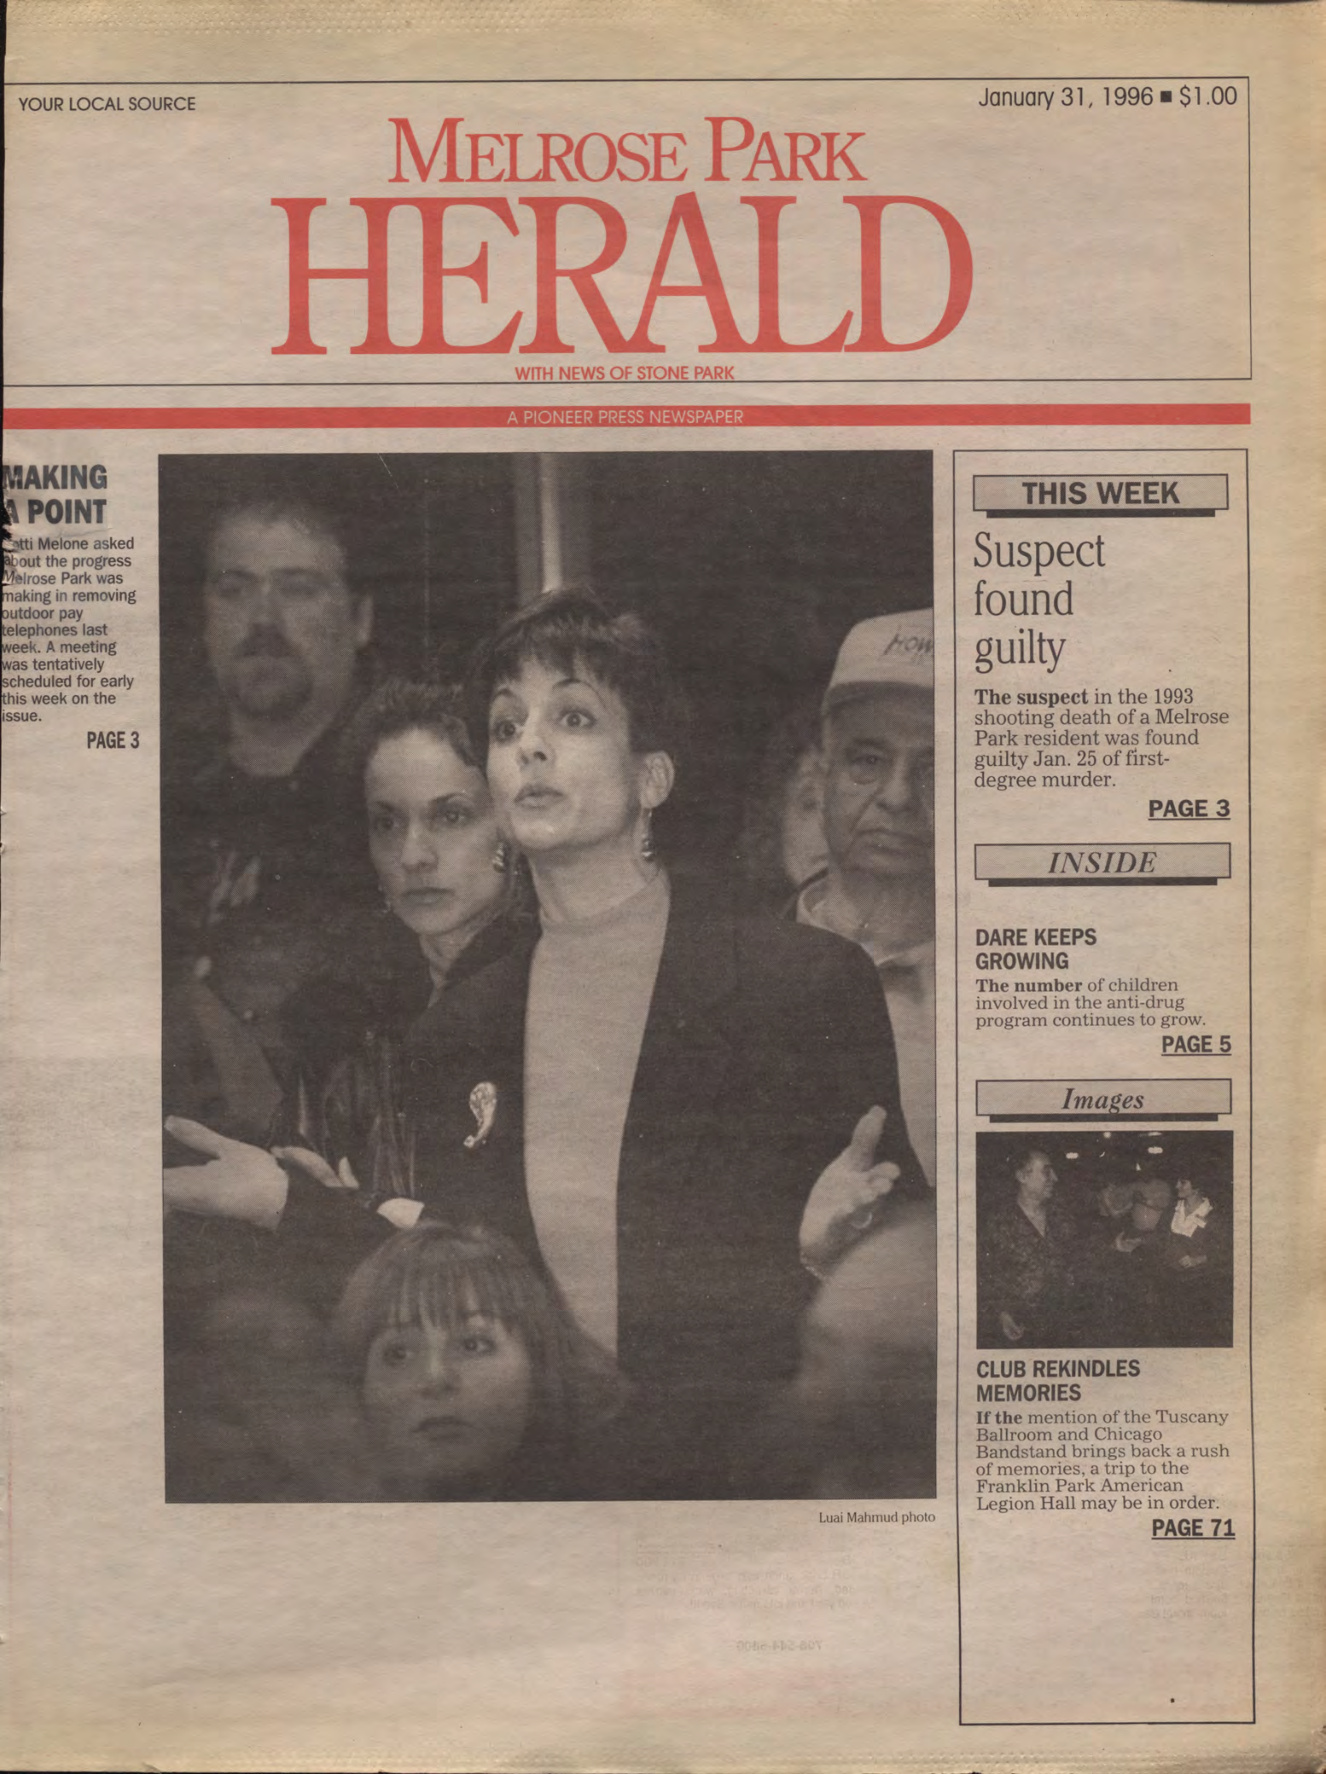 YOUR LOCAL SOURCE
January 31, 1996 ■ $1.00
MELROSE PARK
HERALD
WITH NEWS OF STONE PARK
A PIONEER PRESS NEWSPAPER
MAKING
A POINT
Melone asked
about the progress
Melrose Park was
making in removing
outdoor pay
telephones last
week. A meeting
was tentatively
scheduled for early
this week on the
issue.
PAGE 3
HOW
Luai Mahmud photo
THIS WEEK
Suspect
found
guilty
The suspect in the 1993
shooting death of a Melrose
Park resident was found
guilty Jan. 25 of first-
degree murder.
PAGE 3
INSIDE
DARE KEEPS
GROWING
The number of children
involved in the anti-drug
program continues to grow.
PAGE 5
Images
CLUB REKINDLES
MEMORIES
If the mention of the Tuscany
Ballroom and Chicago
Bandstand brings back a rush
of memories, a trip to the
Franklin Park American
Legion Hall may be in order.
PAGE 71